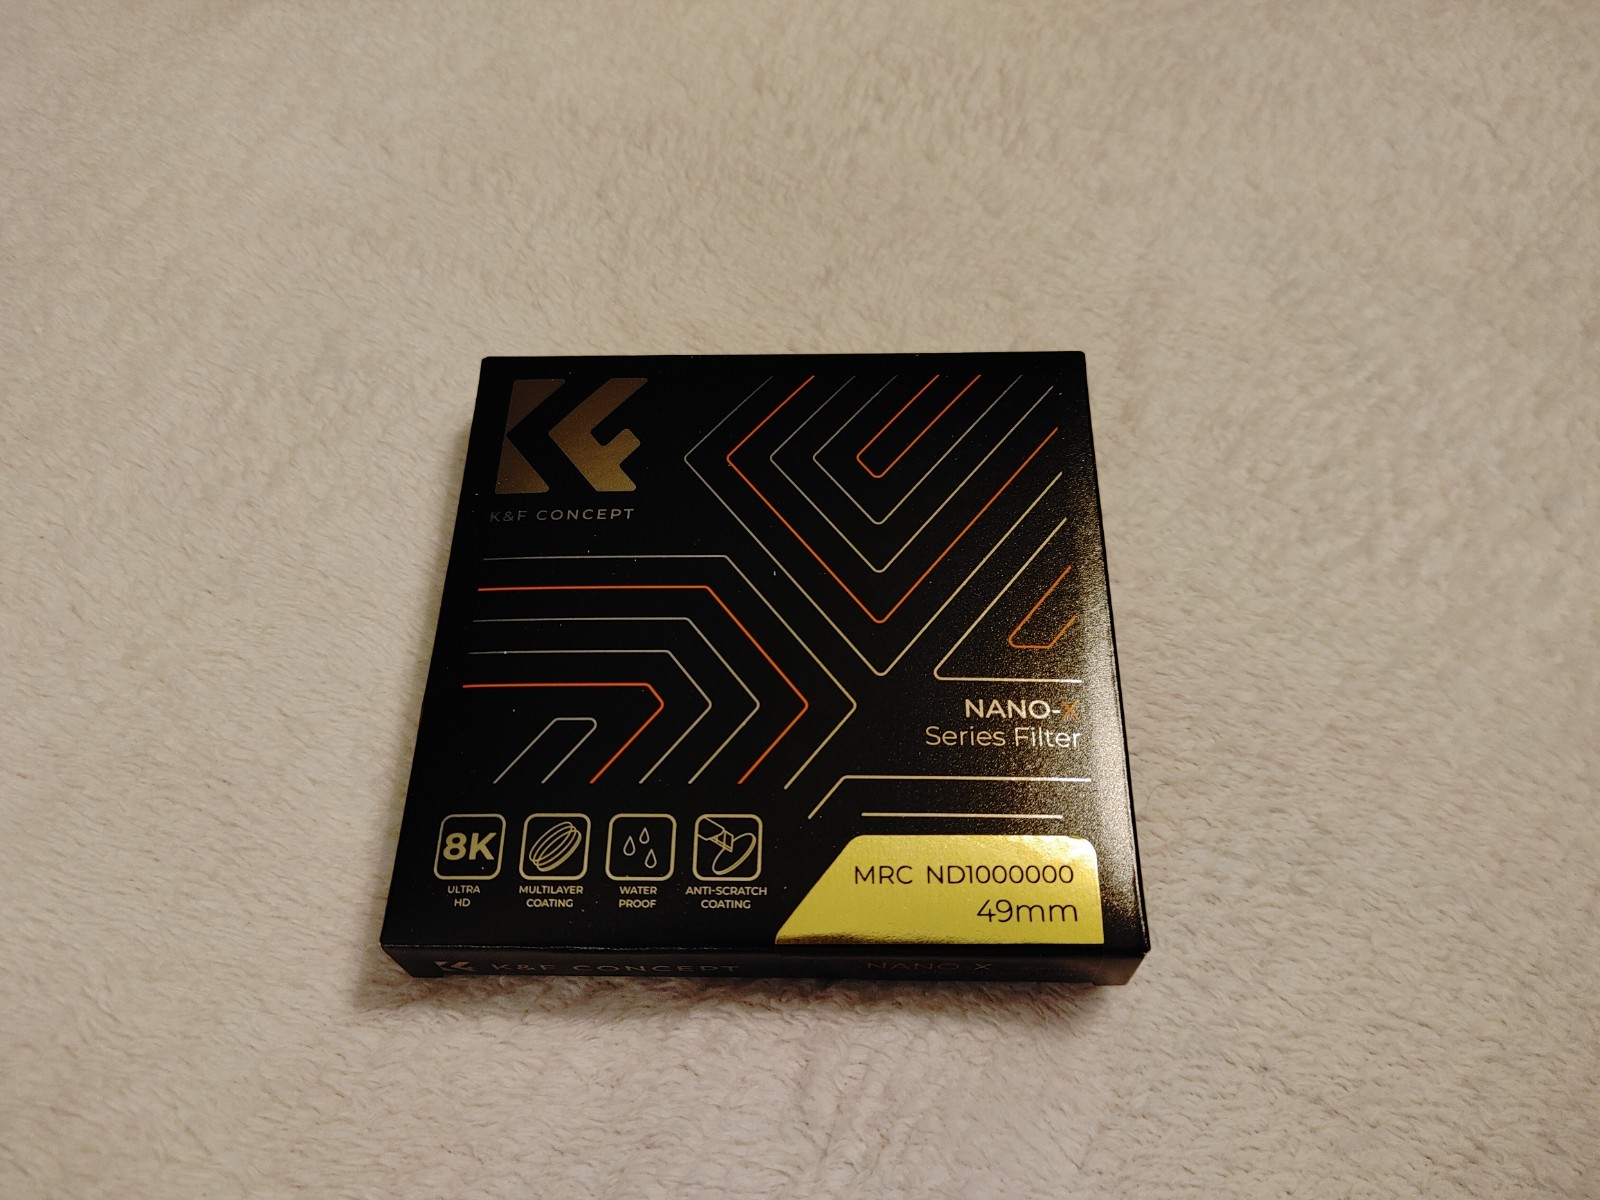 K&F CONCEPT
NANO-X
Series Filter
8K
ULTRA
HD
MULTILAYER
COATING
WATER
PROOF
ANTI-SCRATCH
COATING
MRC ND1000000
49mm
K&F CONCEPT
NANO-X